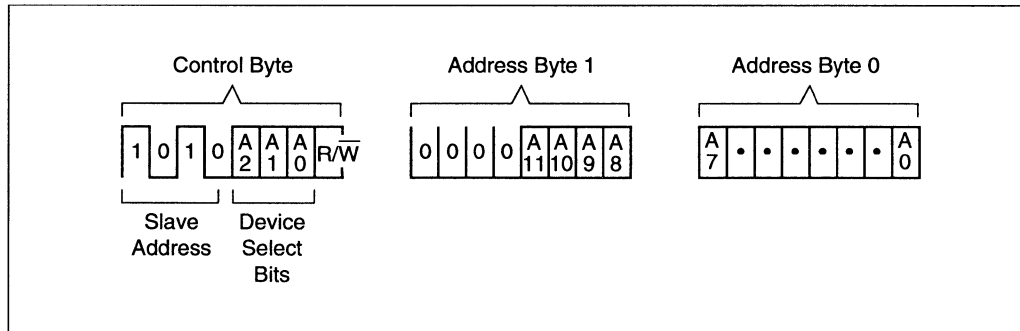 Control Byte Address Byte 1 Address Byte 0
1 0 1 0 A2 A1 A0 R/W̅ 0 0 0 0 A11 A10 A9 A8 A7 • • • • • • A0
Slave Address Device Select Bits